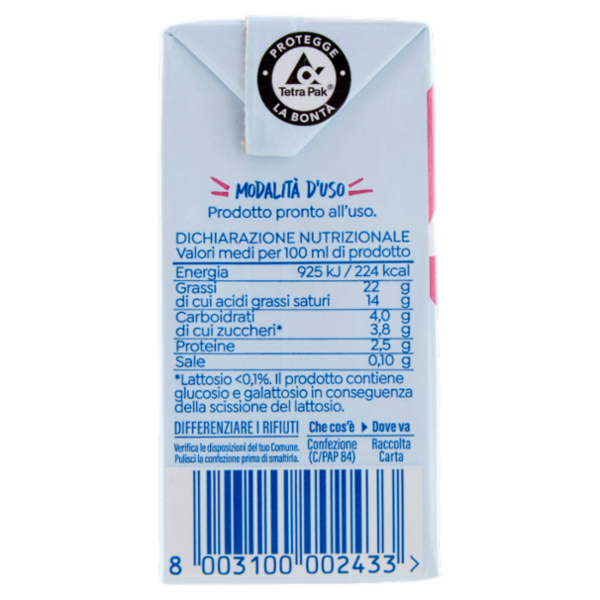 PROTEGGE
Tetra Pak®
LA BONTÀ
MODALITÀ D'USO
Prodotto pronto all'uso.
DICHIARAZIONE NUTRIZIONALE
Valori medi per 100 ml di prodotto
Energia 925 kJ / 224 kcal
Grassi 22 g
di cui acidi grassi saturi 14 g
Carboidrati 4,0 g
di cui zuccheri* 3,8 g
Proteine 2,5 g
Sale 0,10 g
*Lattosio <0,1%. Il prodotto contiene
glucosio e galattosio in conseguenza
della scissione del lattosio.
DIFFERENZIARE I RIFIUTI
Verifica le disposizioni del tuo Comune.
Pulisci la confezione prima di smaltirla.
Che cos'è ▶ Dove va
Confezione Raccolta
(C/PAP 84) Carta
8 003100 002433 >